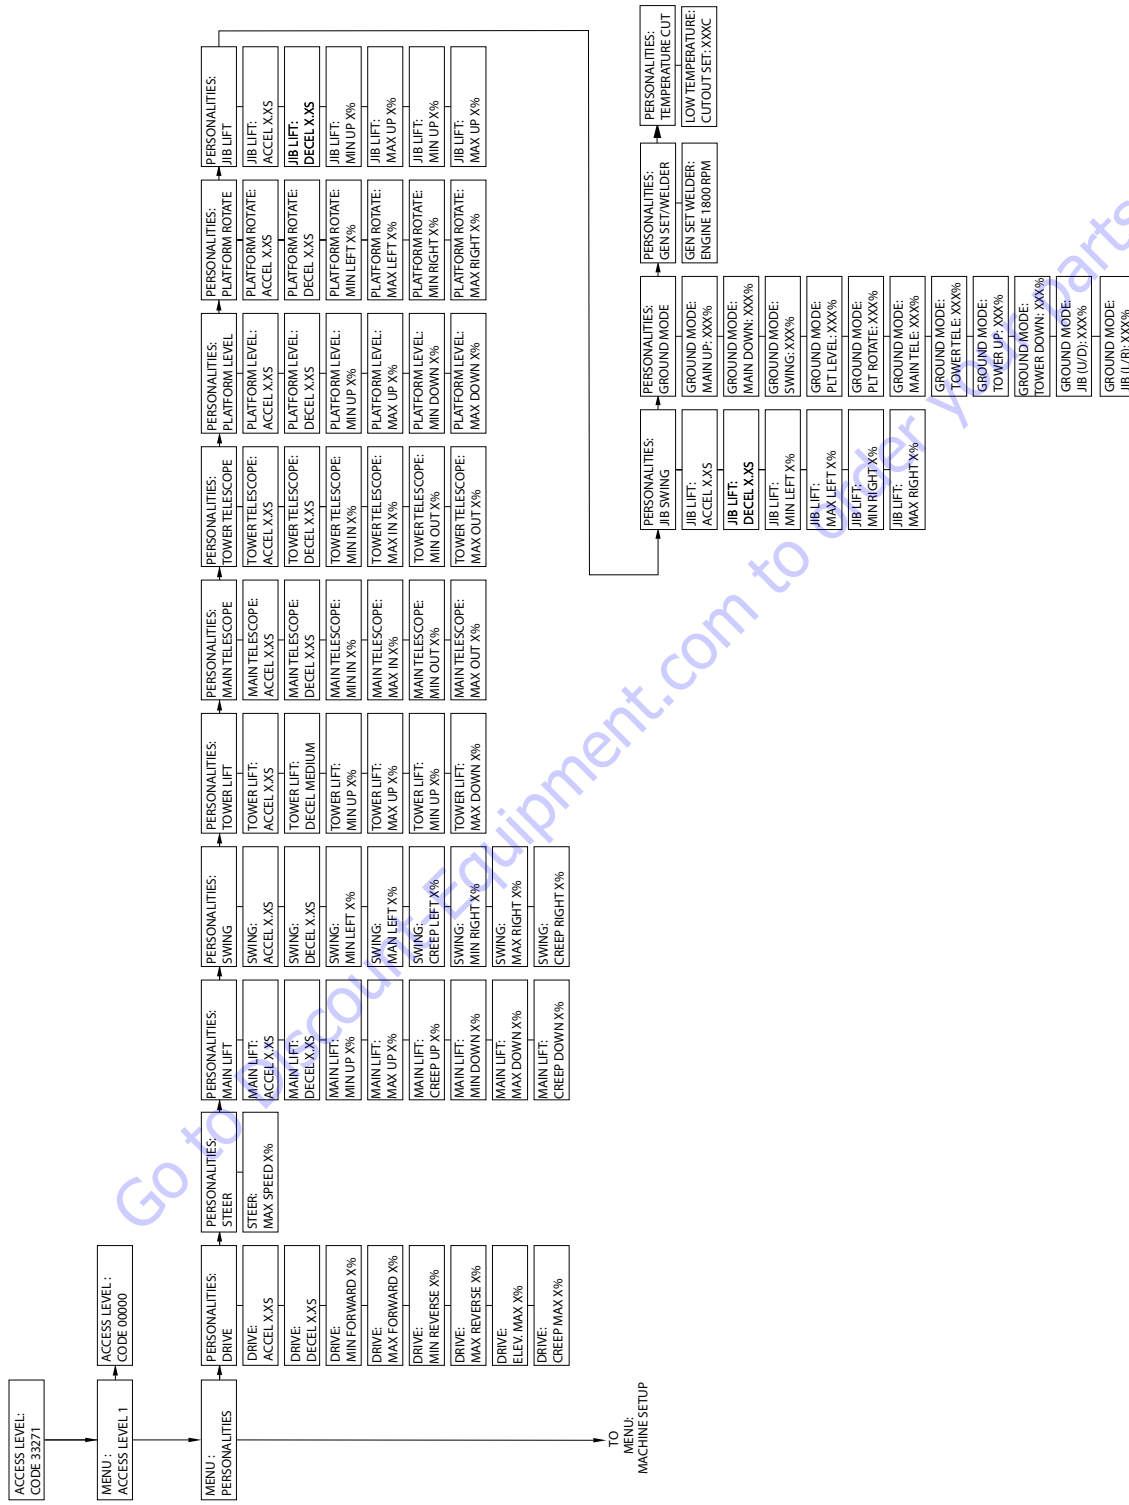 ACCESS LEVEL:
CODE 33271
MENU :
ACCESS LEVEL 1
ACCESS LEVEL :
CODE 00000
MENU :
PERSONALITIES
TO
MENU:
MACHINE SETUP
PERSONALITIES:
DRIVE
DRIVE:
ACCEL X.XS
DRIVE:
DECEL X.XS
DRIVE:
MIN FORWARD X%
DRIVE:
MAX FORWARD X%
DRIVE:
MIN REVERSE X%
DRIVE:
MAX REVERSE X%
DRIVE:
ELEV. MAX X%
DRIVE:
CREEP MAX X%
PERSONALITIES:
STEER
STEER:
MAX SPEED X%
PERSONALITIES:
MAIN LIFT
MAIN LIFT:
ACCEL X.XS
MAIN LIFT:
DECEL X.XS
MAIN LIFT:
MIN UP X%
MAIN LIFT:
MAX UP X%
MAIN LIFT:
CREEP UP X%
MAIN LIFT:
MIN DOWN X%
MAIN LIFT:
MAX DOWN X%
MAIN LIFT:
CREEP DOWN X%
PERSONALITIES:
SWING
SWING:
ACCEL X.XS
SWING:
DECEL X.XS
SWING:
MIN LEFT X%
SWING:
MAN LEFT X%
SWING:
CREEP LEFT X%
SWING:
MIN RIGHT X%
SWING:
MAX RIGHT X%
SWING:
CREEP RIGHT X%
PERSONALITIES:
TOWER LIFT
TOWER LIFT:
ACCEL X.XS
TOWER LIFT:
DECEL MEDIUM
TOWER LIFT:
MIN UP X%
TOWER LIFT:
MAX UP X%
TOWER LIFT:
MIN UP X%
TOWER LIFT:
MAX DOWN X%
PERSONALITIES:
MAIN TELESCOPE
MAIN TELESCOPE:
ACCEL X.XS
MAIN TELESCOPE:
DECEL X.XS
MAIN TELESCOPE:
MIN IN X%
MAIN TELESCOPE:
MAX IN X%
MAIN TELESCOPE:
MIN OUT X%
MAIN TELESCOPE:
MAX OUT X%
PERSONALITIES:
TOWER TELESCOPE
TOWER TELESCOPE:
ACCEL X.XS
TOWER TELESCOPE:
DECEL X.XS
TOWER TELESCOPE:
MIN IN X%
TOWER TELESCOPE:
MAX IN X%
TOWER TELESCOPE:
MIN OUT X%
TOWER TELESCOPE:
MAX OUT X%
PERSONALITIES:
PLATFORM LEVEL
PLATFORM LEVEL:
ACCEL X.XS
PLATFORM LEVEL:
DECEL X.XS
PLATFORM LEVEL:
MIN UP X%
PLATFORM LEVEL:
MAX UP X%
PLATFORM LEVEL:
MIN DOWN X%
PLATFORM LEVEL:
MAX DOWN X%
PERSONALITIES:
PLATFORM ROTATE
PLATFORM ROTATE:
ACCEL X.XS
PLATFORM ROTATE:
DECEL X.XS
PLATFORM ROTATE:
MIN LEFT X%
PLATFORM ROTATE:
MAX LEFT X%
PLATFORM ROTATE:
MIN RIGHT X%
PLATFORM ROTATE:
MAX RIGHT X%
PERSONALITIES:
JIB LIFT
JIB LIFT:
ACCEL X.XS
JIB LIFT:
DECEL X.XS
JIB LIFT:
MIN UP X%
JIB LIFT:
MAX UP X%
JIB LIFT:
MIN UP X%
JIB LIFT:
MAX UP X%
PERSONALITIES:
JIB SWING
JIB LIFT:
ACCEL X.XS
JIB LIFT:
DECEL X.XS
JIB LIFT:
MIN LEFT X%
JIB LIFT:
MAX LEFT X%
JIB LIFT:
MIN RIGHT X%
JIB LIFT:
MAX RIGHT X%
PERSONALITIES:
GROUND MODE
GROUND MODE:
MAIN UP: XXX%
GROUND MODE:
MAIN DOWN: XXX%
GROUND MODE:
SWING: XXX%
GROUND MODE:
PLT LEVEL: XXX%
GROUND MODE:
PLT ROTATE: XXX%
GROUND MODE:
MAIN TELE: XXX%
GROUND MODE:
TOWER TELE: XXX%
GROUND MODE:
TOWER UP: XXX%
GROUND MODE:
TOWER DOWN: XXX%
GROUND MODE:
JIB (U/D): XXX%
GROUND MODE:
JIB (L/R): XXX%
PERSONALITIES:
GEN SET/WELDER
GEN SET WELDER:
ENGINE 1800 RPM
PERSONALITIES:
TEMPERATURE CUT
LOW TEMPERATURE:
CUTOUT SET: XXXC
Go to Discount-Equipment.com to order your parts